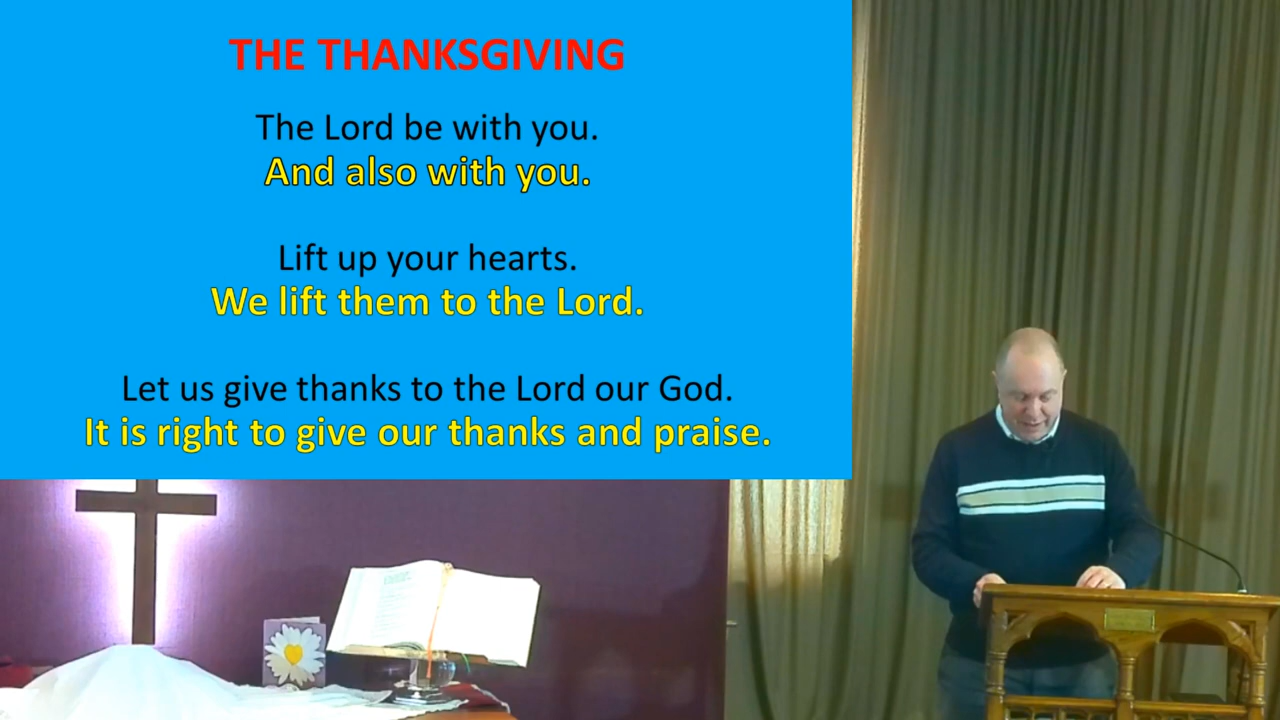 THE THANKSGIVING
The Lord be with you.
And also with you.
Lift up your hearts.
We lift them to the Lord.
Let us give thanks to the Lord our God.
It is right to give our thanks and praise.